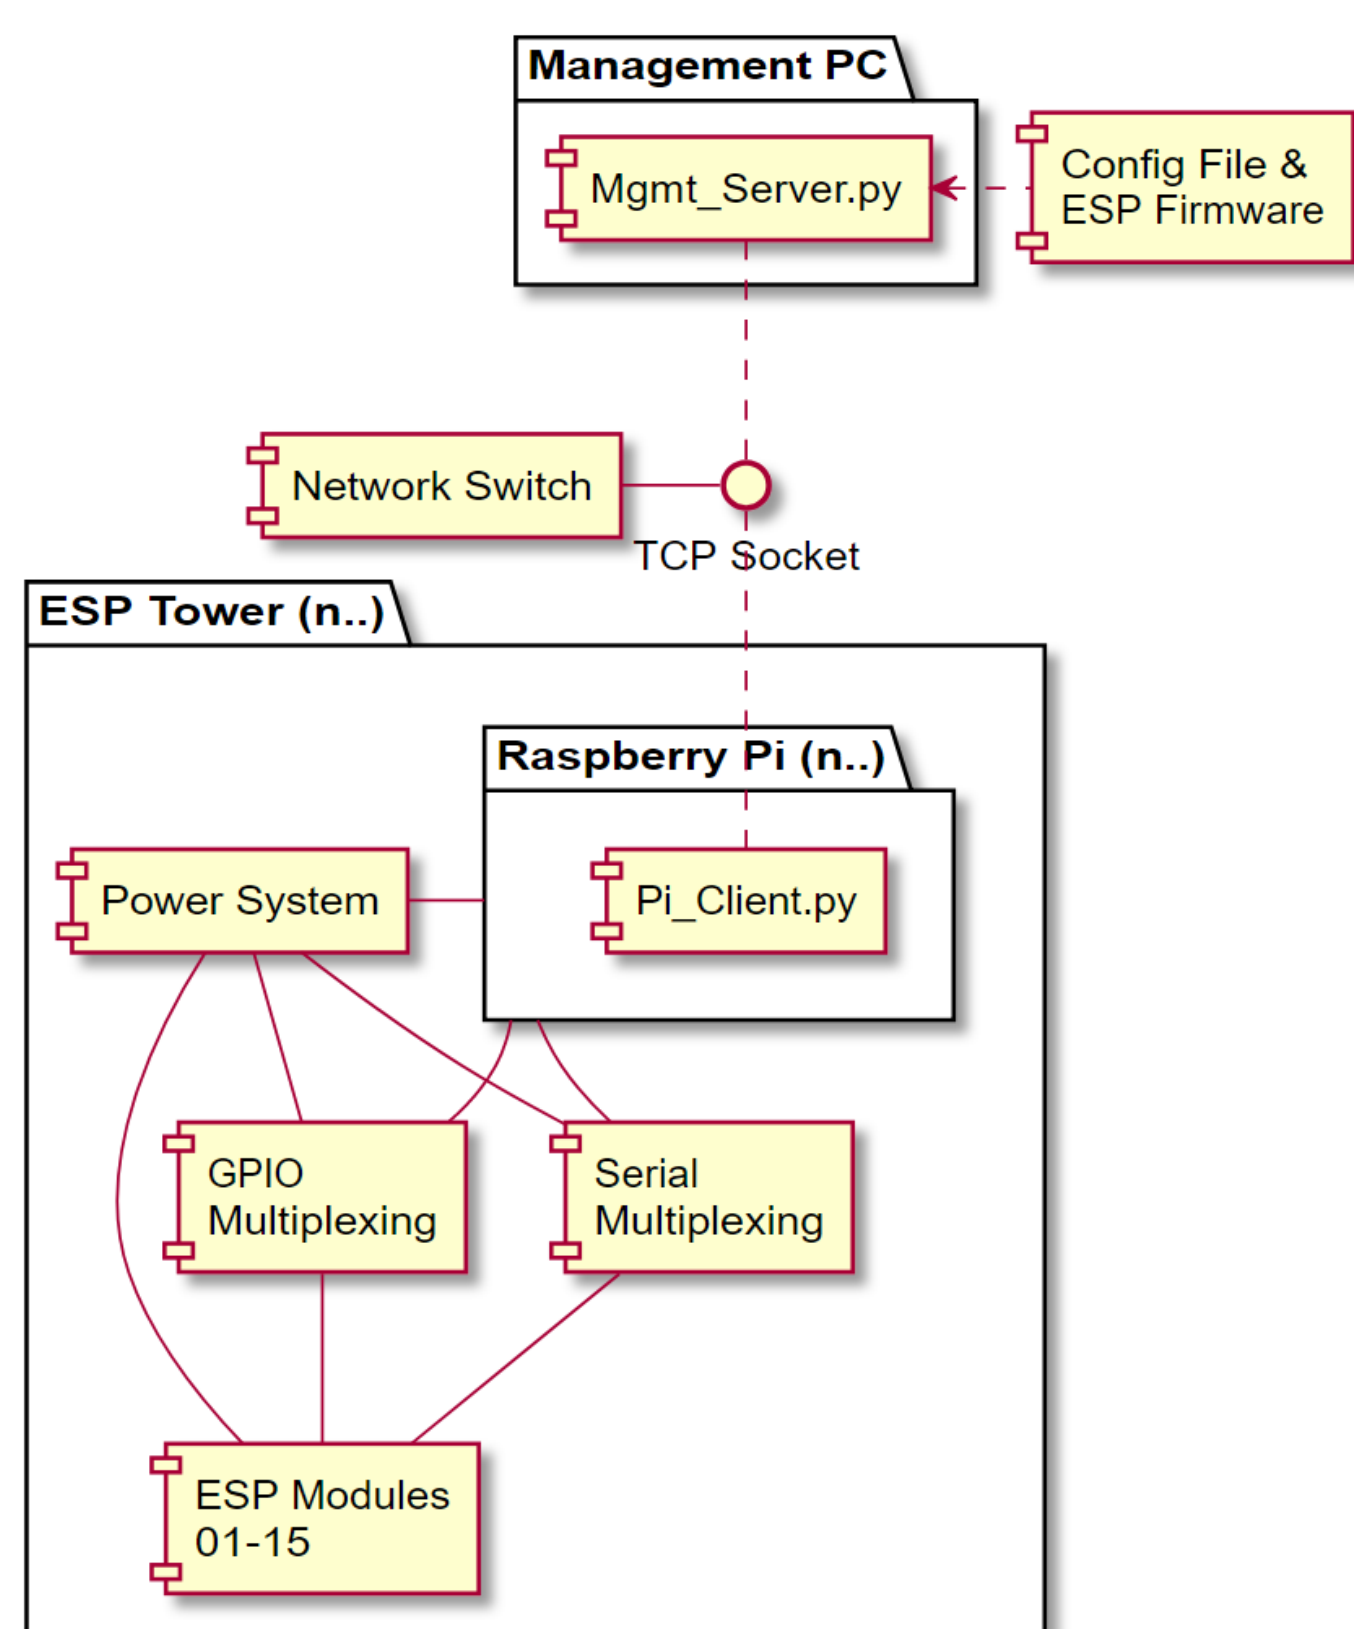 Management PC
Mgmt_Server.py
Config File &
ESP Firmware
Network Switch
TCP Socket
ESP Tower (n..)
Raspberry Pi (n..)
Power System
Pi_Client.py
GPIO
Multiplexing
Serial
Multiplexing
ESP Modules
01-15